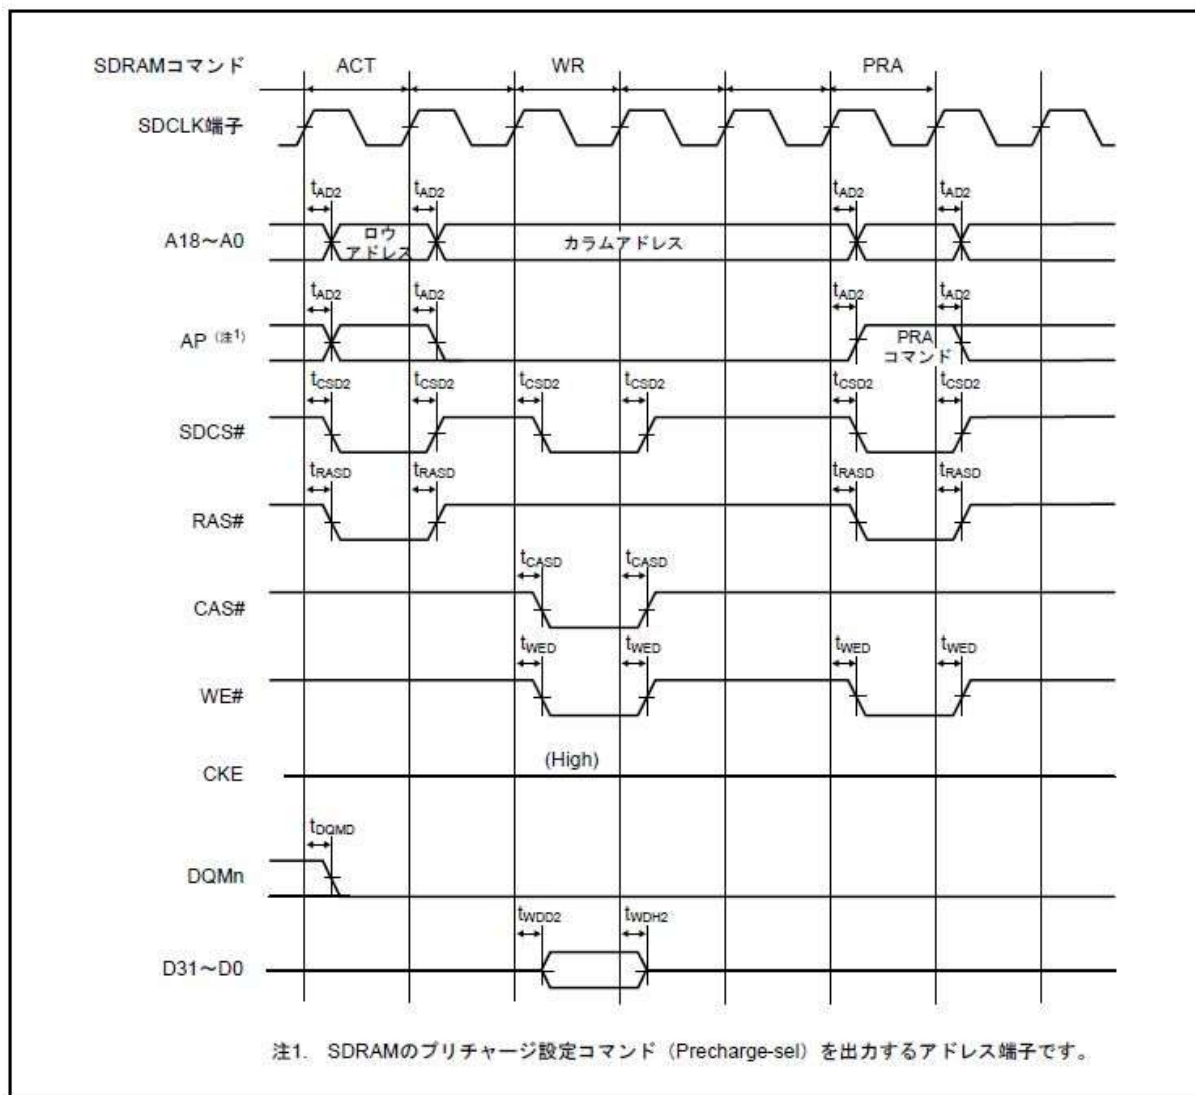 SDRAMコマンド ACT WR PRA
SDCLK端子
tAD2 tAD2 tAD2 tAD2
A18～A0 ロウ アドレス カラムアドレス
tAD2 tAD2 tAD2 tAD2
AP（注1） PRA コマンド
tCSD2 tCSD2 tCSD2 tCSD2 tCSD2 tCSD2
SDCS#
tRASD tRASD tRASD tRASD
RAS#
tCASD tCASD
CAS#
tWED tWED tWED tWED
WE#
(High)
CKE
tDQMD
DQMn
tWDD2 tWDH2
D31～D0
注1. SDRAMのプリチャージ設定コマンド（Precharge-sel）を出力するアドレス端子です。